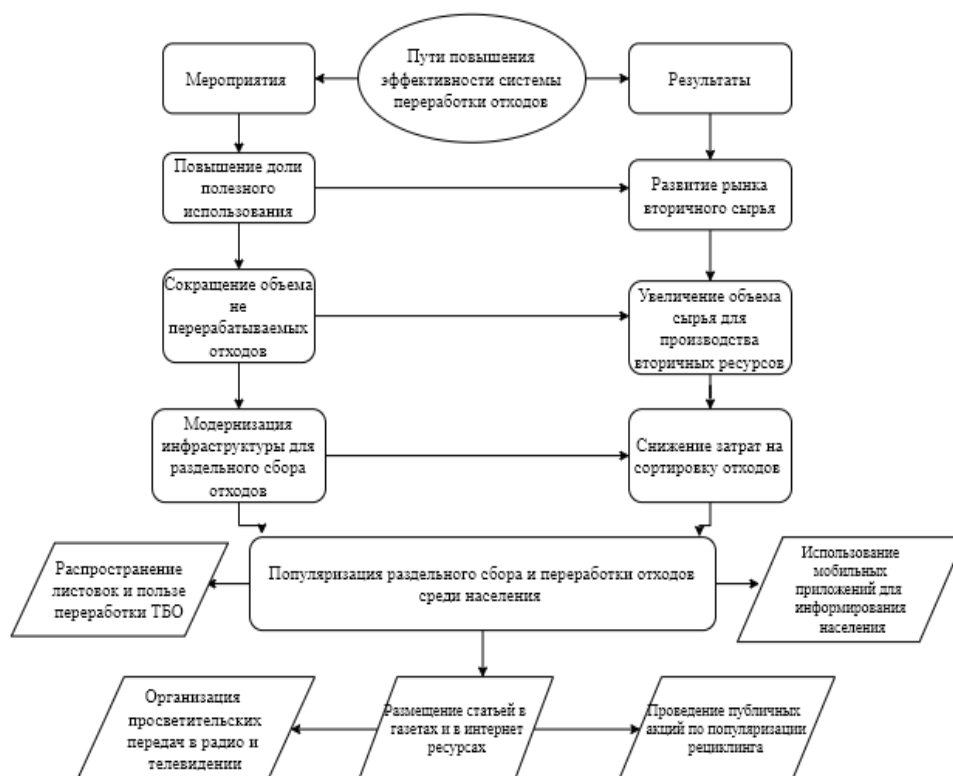 Пути повышения
эффективности системы
переработки отходов
Мероприятия
Результаты
Повышение доли
полезного
использования
Развитие рынка
вторичного сырья
Сокращение объема
не
перерабатываемых
отходов
Увеличение объема
сырья для
производства
вторичных ресурсов
Модернизация
инфраструктуры для
раздельного сбора
отходов
Снижение затрат на
сортировку отходов
Распространение
листовок и пользе
переработки ТБО
Популяризация раздельного сбора и переработки отходов
среди населения
Использование
мобильных
приложений для
информирования
населения
Организация
просветительских
передач в радио и
телевидении
Размещение статьей в
газетах и в интернет
ресурсах
Проведение публичных
акций по популяризации
рециклинга